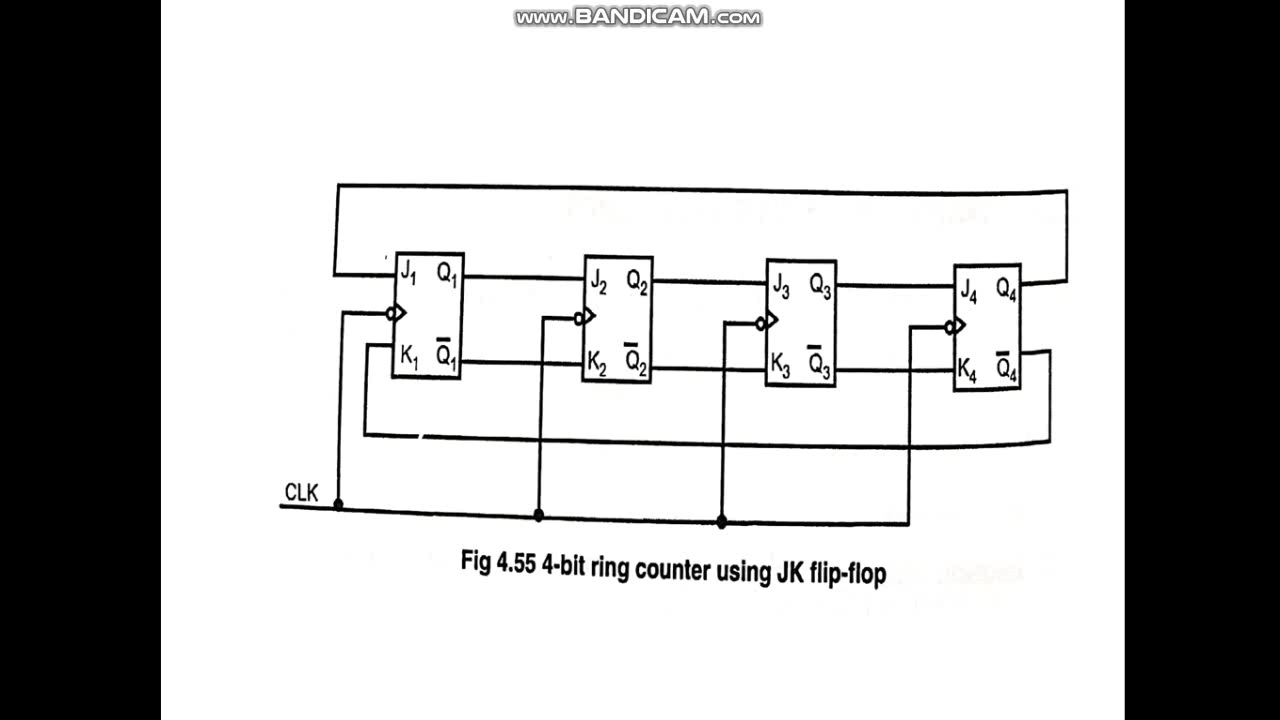 www.BANDICAM.com
J1 Q1
J2 Q2
J3 Q3
J4 Q4
K1 Q̅1
K2 Q̅2
K3 Q̅3
K4 Q̅4
CLK
Fig 4.55 4-bit ring counter using JK flip-flop